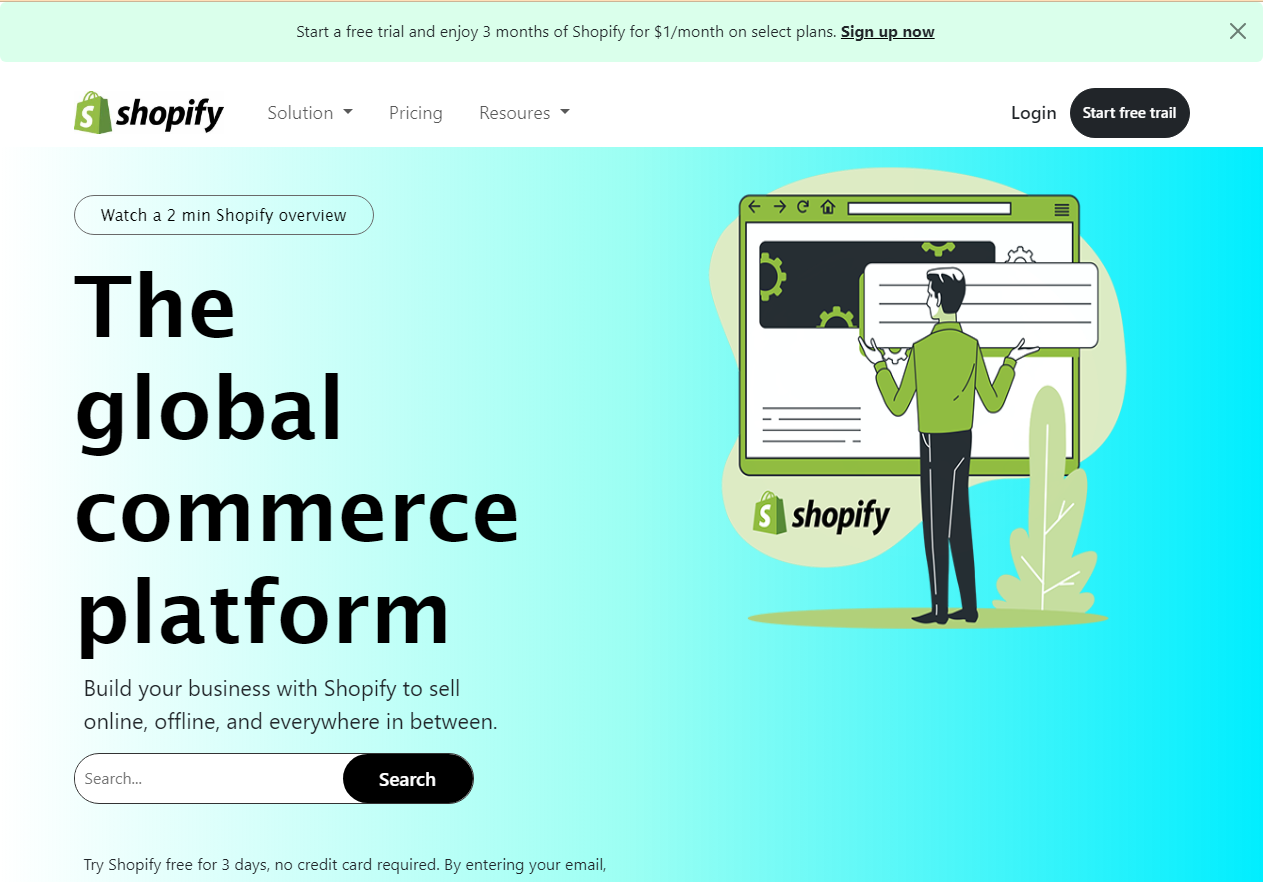 Start a free trial and enjoy 3 months of Shopify for $1/month on select plans. Sign up now
shopify
Solution
Pricing
Resoures
Login
Start free trail
Watch a 2 min Shopify overview
The
global
commerce
platform
Build your business with Shopify to sell
online, offline, and everywhere in between.
Search...
Search
Try Shopify free for 3 days, no credit card required. By entering your email,
shopify